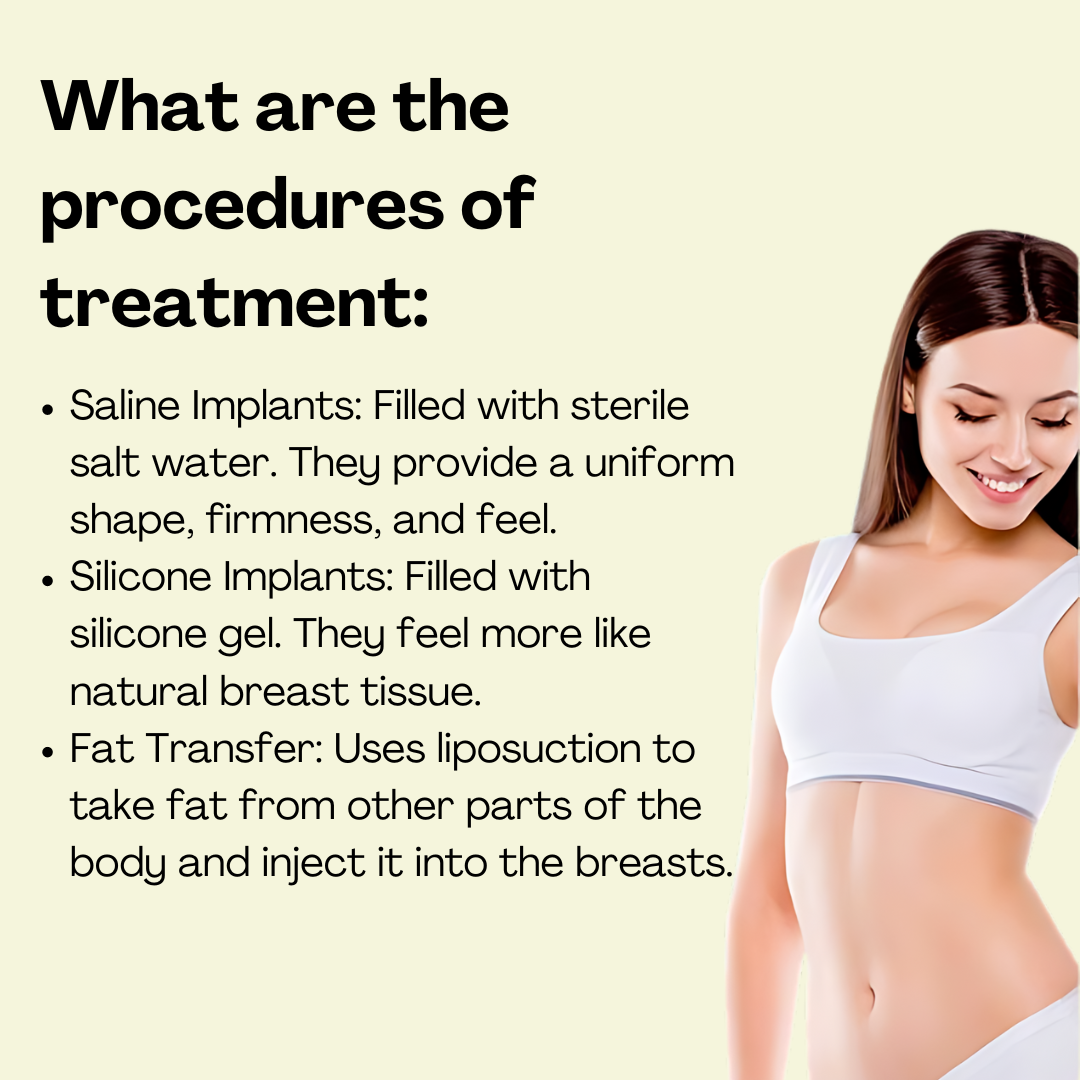 What are the
procedures of
treatment:
• Saline Implants: Filled with sterile
salt water. They provide a uniform
shape, firmness, and feel.
• Silicone Implants: Filled with
silicone gel. They feel more like
natural breast tissue.
• Fat Transfer: Uses liposuction to
take fat from other parts of the
body and inject it into the breasts.